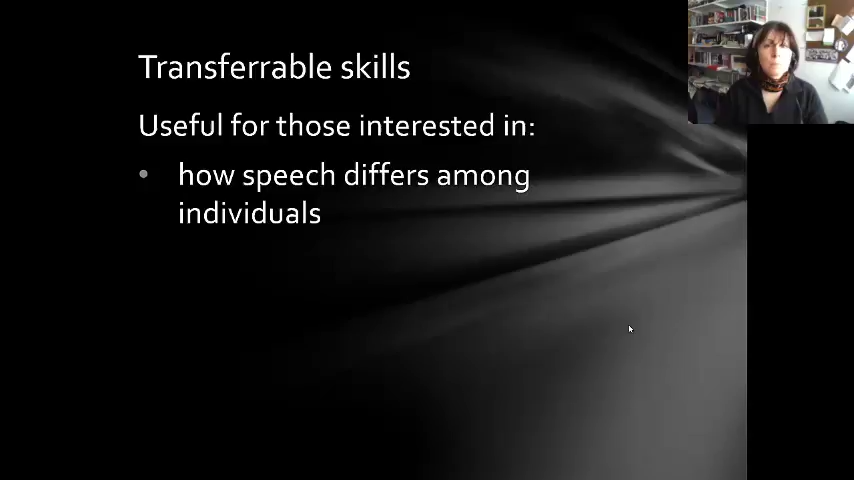 Transferrable skills
Useful for those interested in:
• how speech differs among
individuals